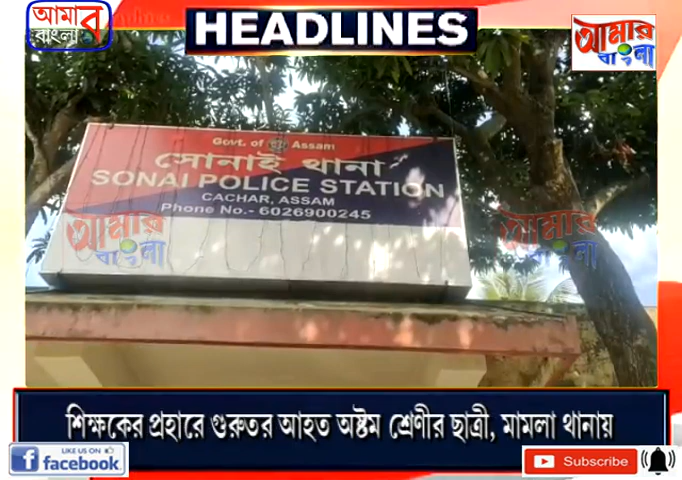 আমার
বাংলা
HEADLINES
আমার
বাংলা
Govt. of Assam
সোনাই থানা
SONAI POLICE STATION
CACHAR, ASSAM
Phone No.- 6026900245
আমার
বাংলা
আমার
বাংলা
শিক্ষকের প্রহারে গুরুতর আহত অষ্টম শ্রেণীর ছাত্রী, মামলা থানায়
LIKE US ON
facebook.
Subscribe